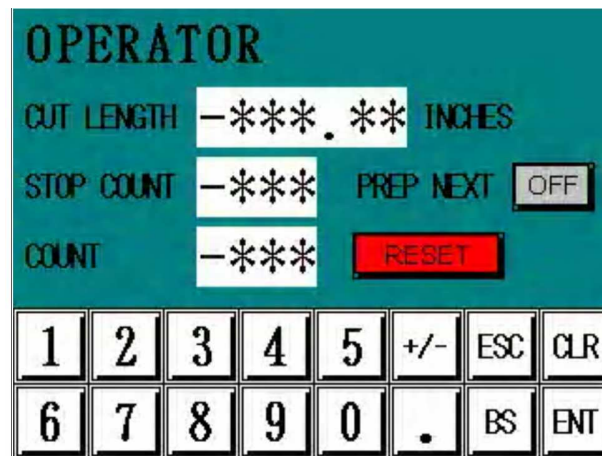 OPERATOR
CUT LENGTH -***.** INCHES
STOP COUNT -*** PREP NEXT OFF
COUNT -*** RESET
1 2 3 4 5 +/- ESC CLR
6 7 8 9 0 . BS ENT